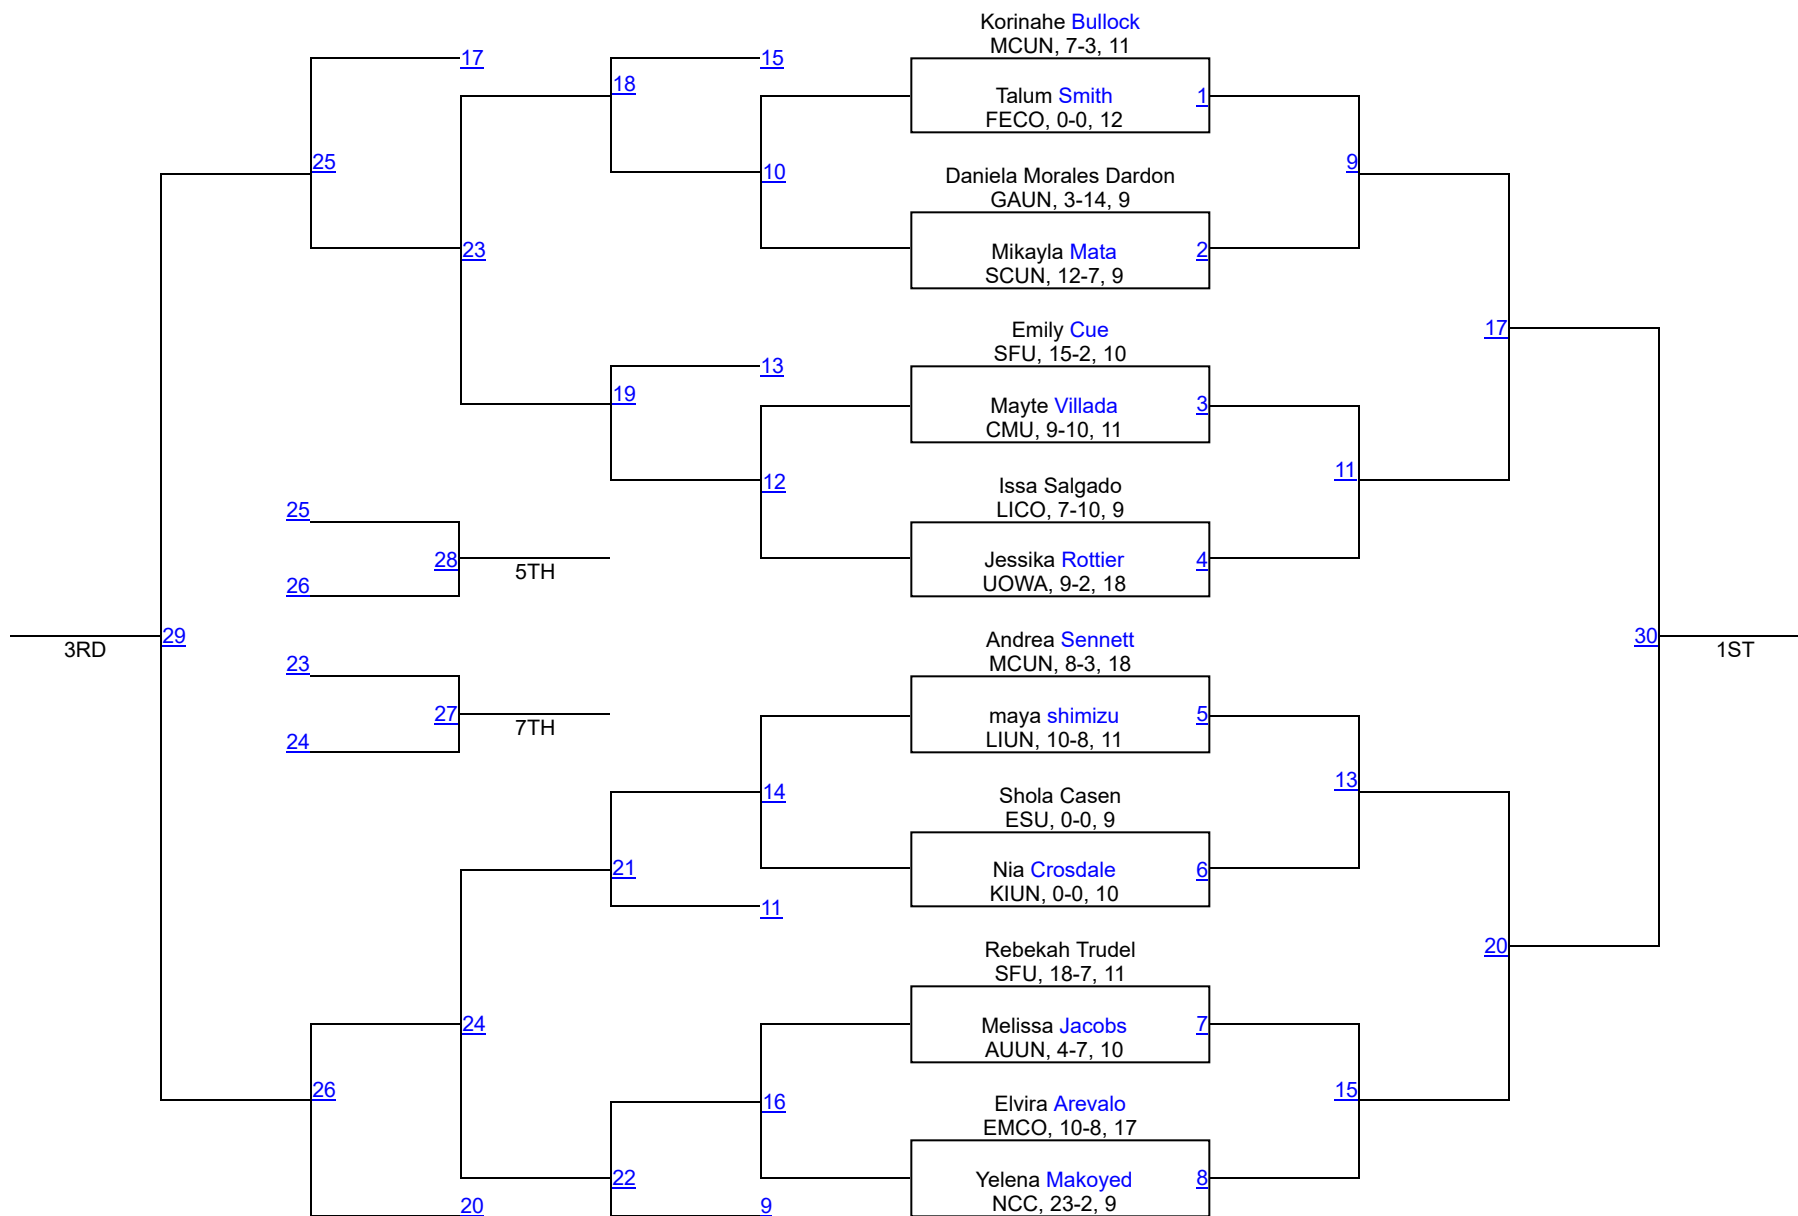 Korinahe Bullock
MCUN, 7-3, 11
17
15
18
Talum Smith
1
FECO, 0-0, 12
25
10
9
Daniela Morales Dardon
GAUN, 3-14, 9
23
Mikayla Mata
2
SCUN, 12-7, 9
Emily Cue
17
SFU, 15-2, 10
13
19
Mayte Villada
3
CMU, 9-10, 11
12
11
Issa Salgado
LICO, 7-10, 9
25
28
5TH
26
Jessika Rottier
4
UOWA, 9-2, 18
3RD
29
Andrea Sennett
MCUN, 8-3, 18
30
1ST
23
27
7TH
24
maya shimizu
5
LIUN, 10-8, 11
14
13
Shola Casen
ESU, 0-0, 9
21
Nia Crosdale
6
KIUN, 0-0, 10
11
Rebekah Trudel
20
SFU, 18-7, 11
24
Melissa Jacobs
7
AUUN, 4-7, 10
26
16
15
Elvira Arevalo
EMCO, 10-8, 17
22
Yelena Makoyed
8
NCC, 23-2, 9
20
9